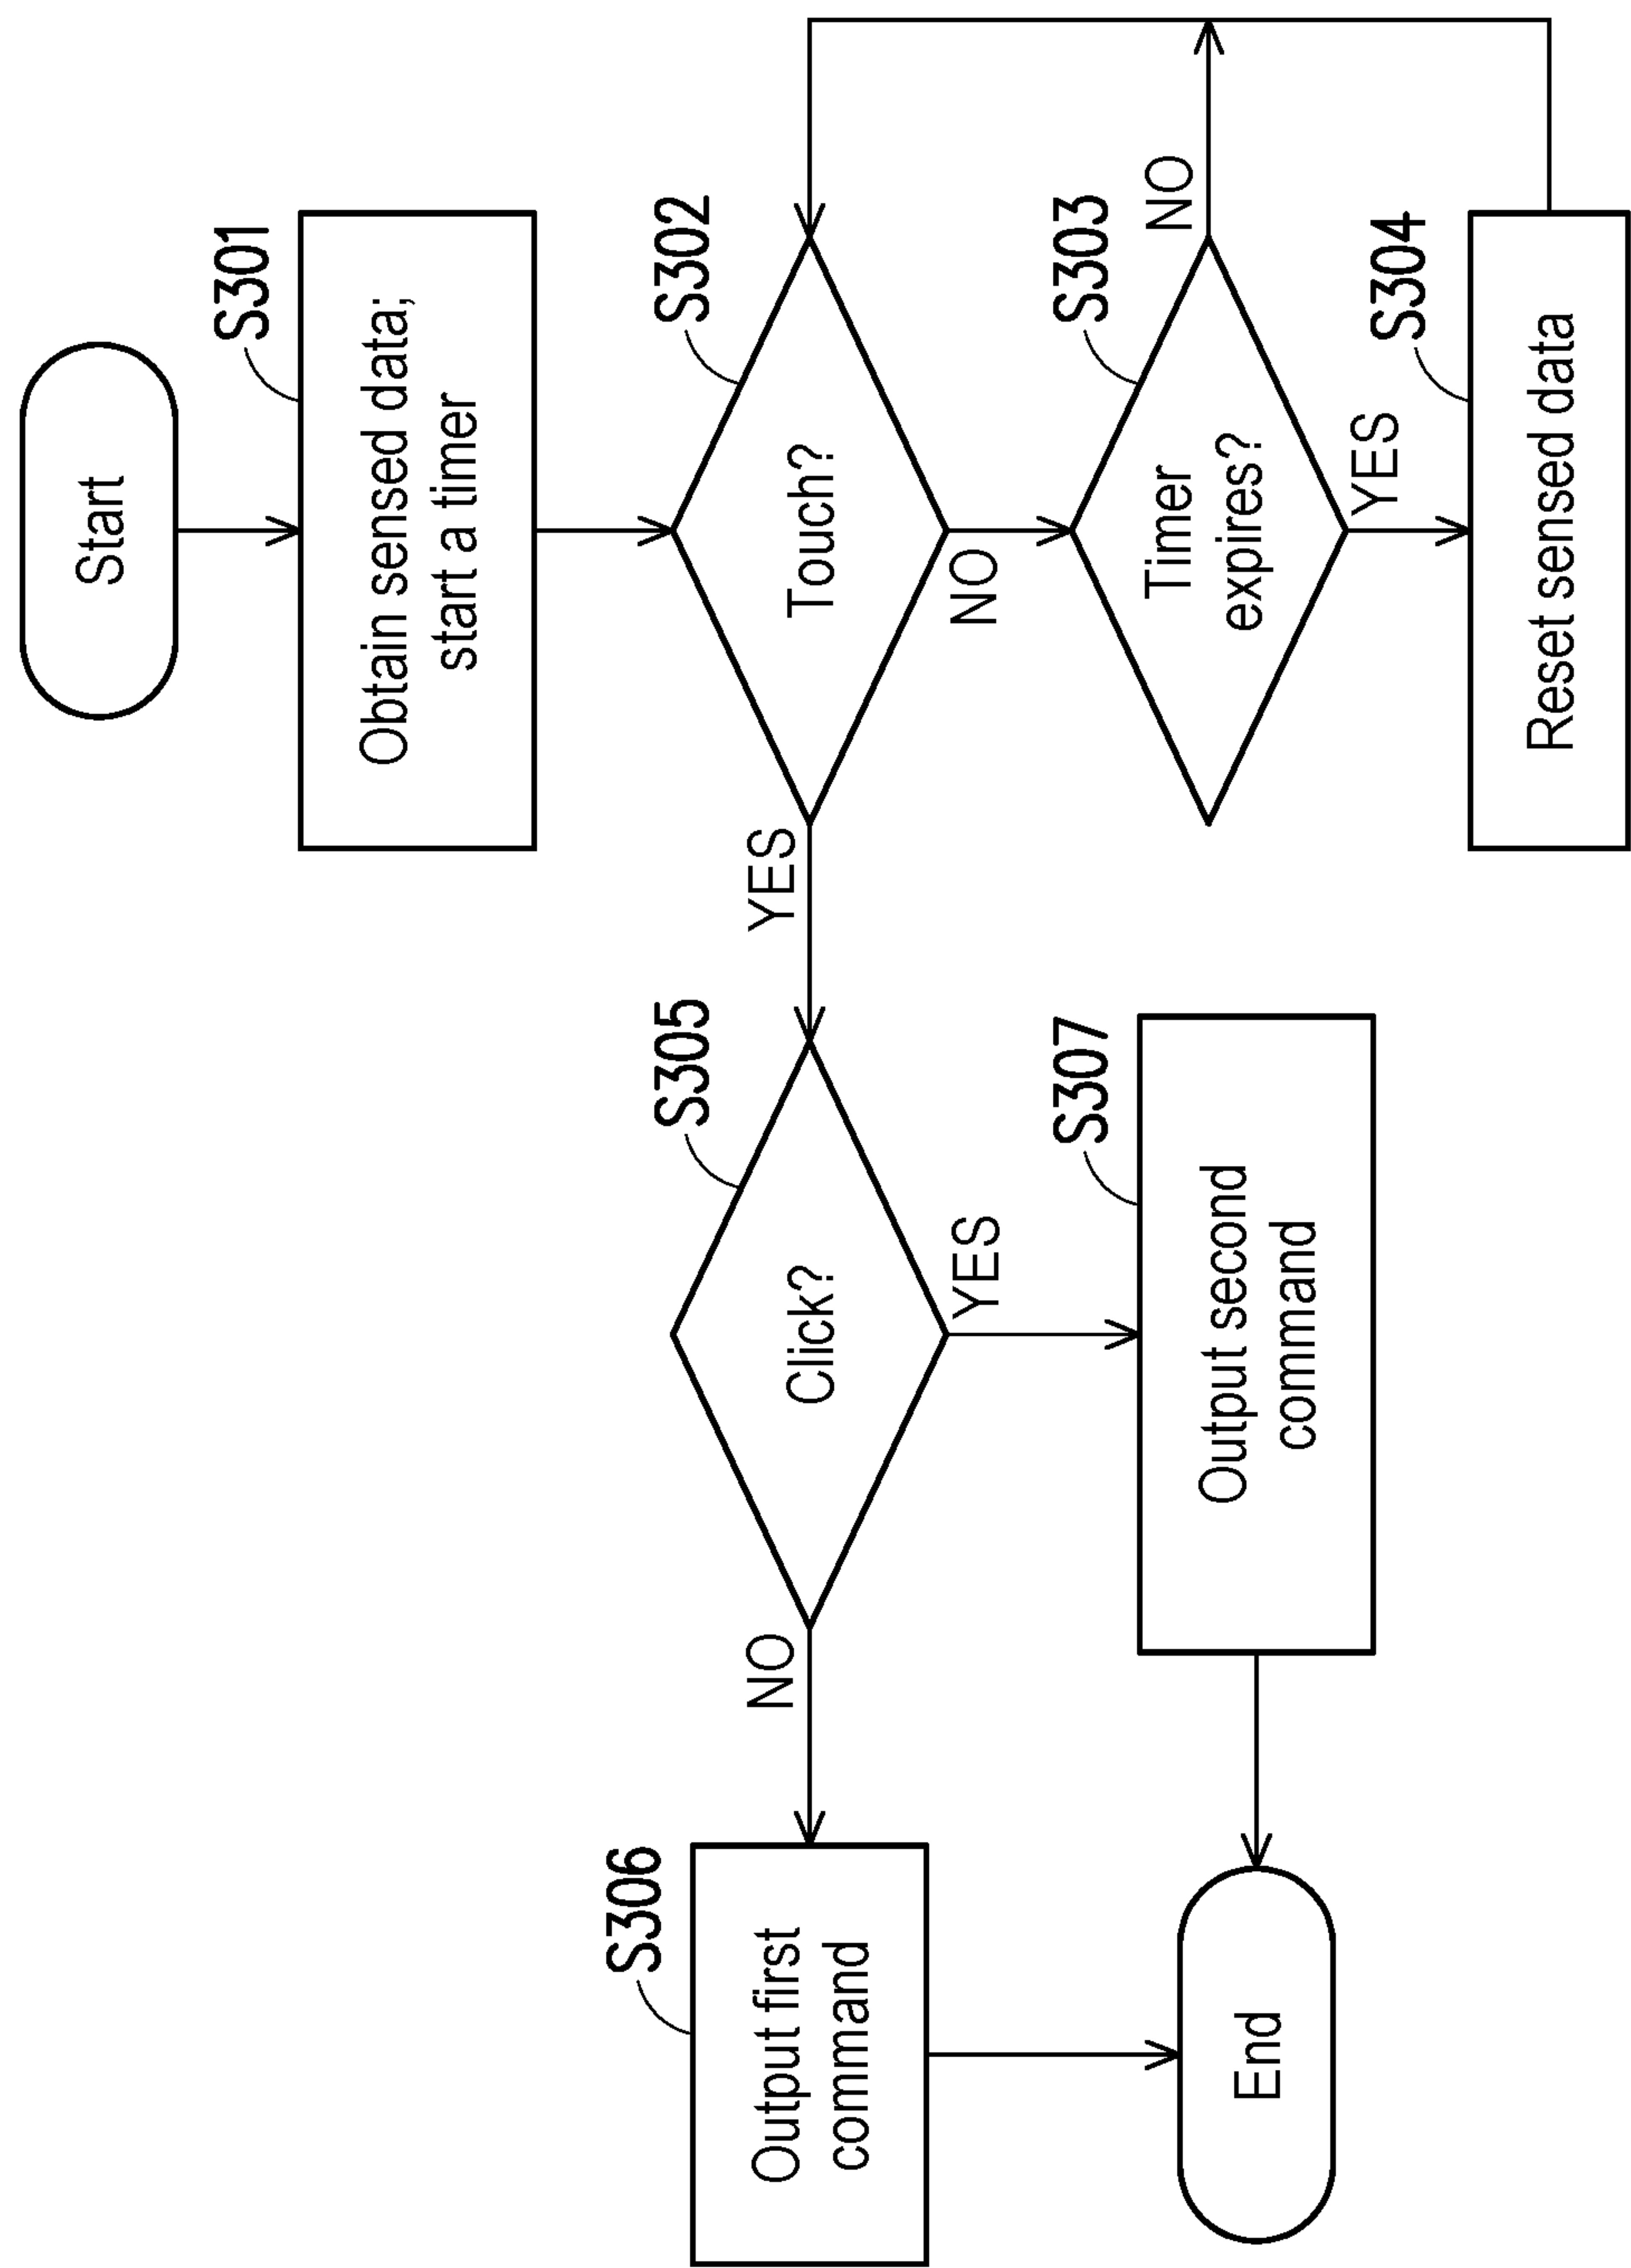 Start
S301
Obtain sensed data;
start a timer
S302
Touch?
YES
NO
S303
Timer
expires?
NO
YES
S304
Reset sensed data
S305
Click?
NO
YES
S306
Output first
command
S307
Output second
command
End